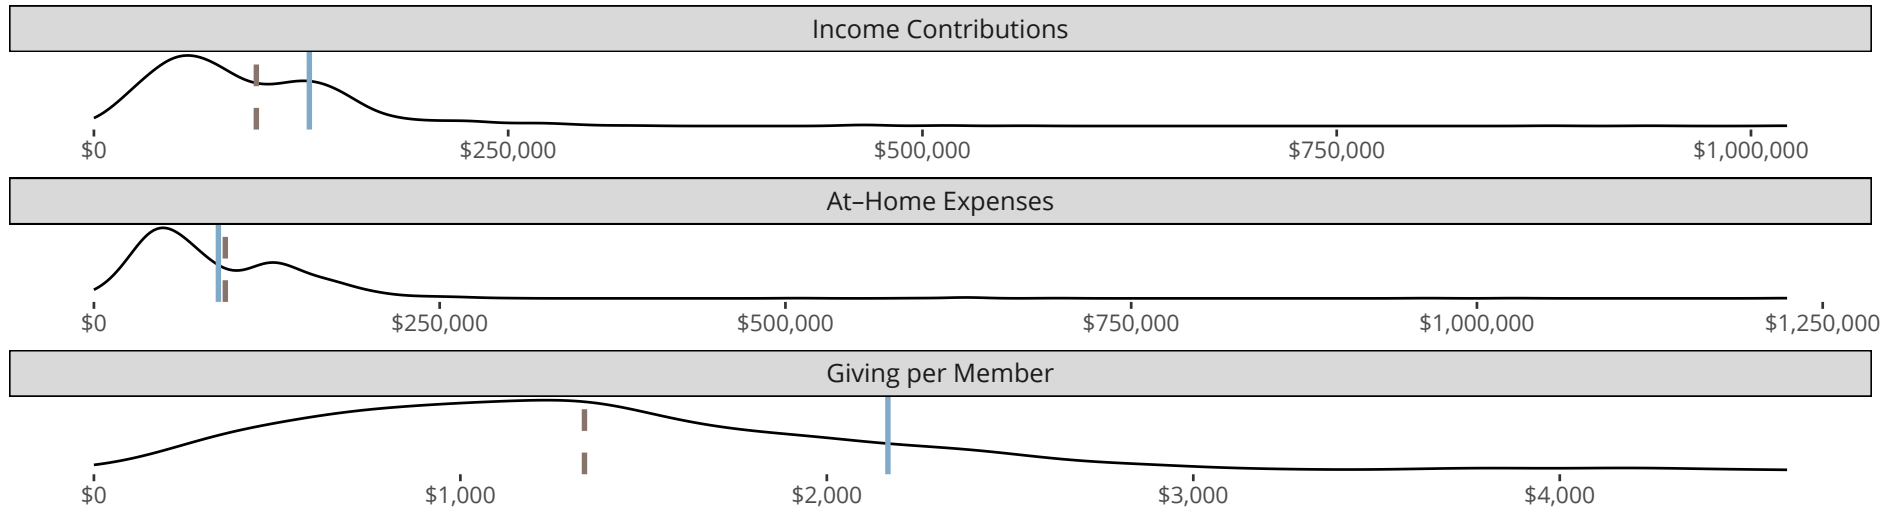 Income Contributions
$0 $250,000 $500,000 $750,000 $1,000,000
At–Home Expenses
$0 $250,000 $500,000 $750,000 $1,000,000 $1,250,000
Giving per Member
$0 $1,000 $2,000 $3,000 $4,000